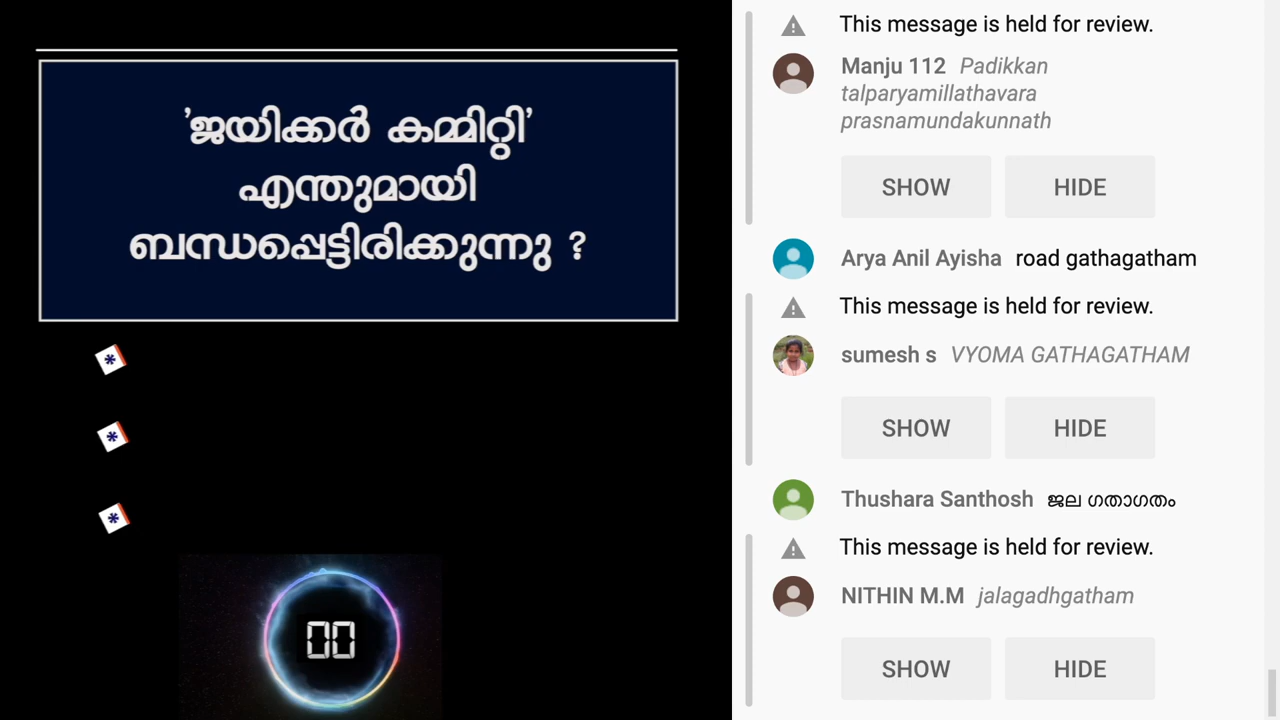 'ജയിക്കർ കമ്മിറ്റി'
എന്തുമായി
ബന്ധപ്പെട്ടിരിക്കുന്നു ?
*
*
*
00
This message is held for review.
Manju 112 Padikkan
talparyamillathavara
prasnamundakunnath
SHOW HIDE
Arya Anil Ayisha road gathagatham
This message is held for review.
sumesh s VYOMA GATHAGATHAM
SHOW HIDE
Thushara Santhosh ജല ഗതാഗതം
This message is held for review.
NITHIN M.M jalagadhgatham
SHOW HIDE